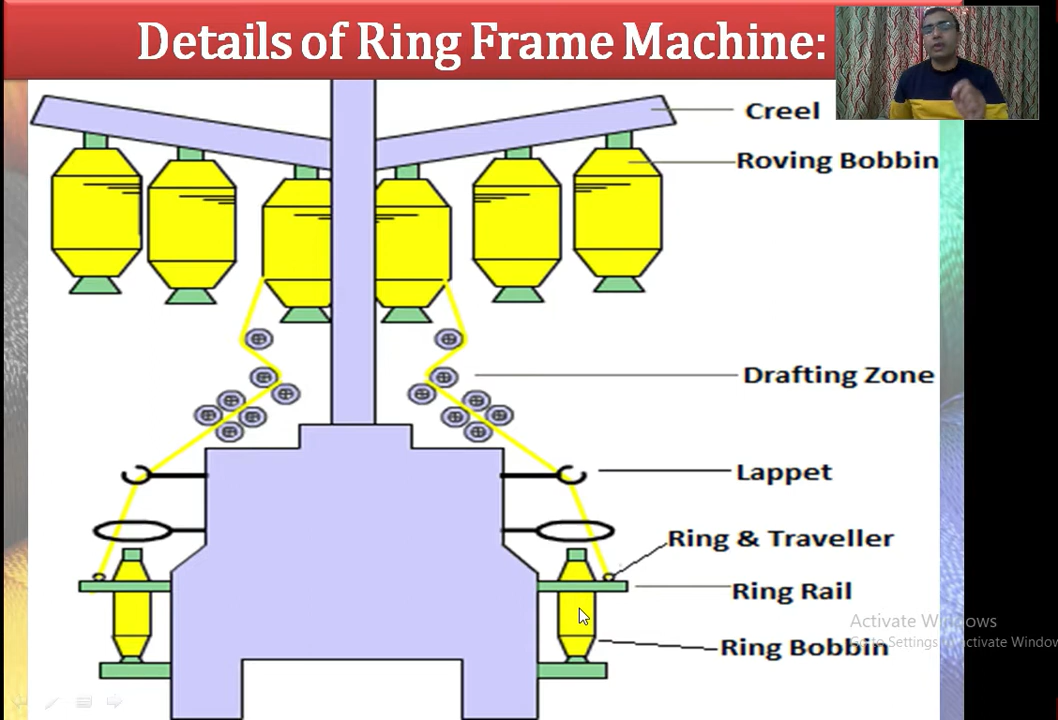 Details of Ring Frame Machine:
Creel
Roving Bobbin
Drafting Zone
Lappet
Ring & Traveller
Ring Rail
Activate Windows
Go to Settings to activate Window
Ring Bobbin